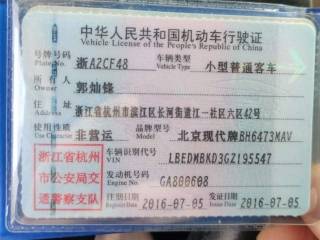 中华人民共和国机动车行驶证
Vehicle License of the People's Republic of China
号牌号码 浙A2CF48 车辆类型 小型普通客车
Plate No. Vehicle Type
所有人 郭灿锋
Owner
住址 浙江省杭州市滨江区长河街道江一社区六区42号
Address
使用性质 非营运 品牌型号 北京现代牌BH6473MAV
Use Character Model
浙江省杭州 车辆识别代号 LBEDMBKD3GZ195547
VIN
市公安局交 发动机号码 GA800608
Engine No.
通警察支队 注册日期 2016-07-05 发证日期 2016-07-05
Register Date Issue Date